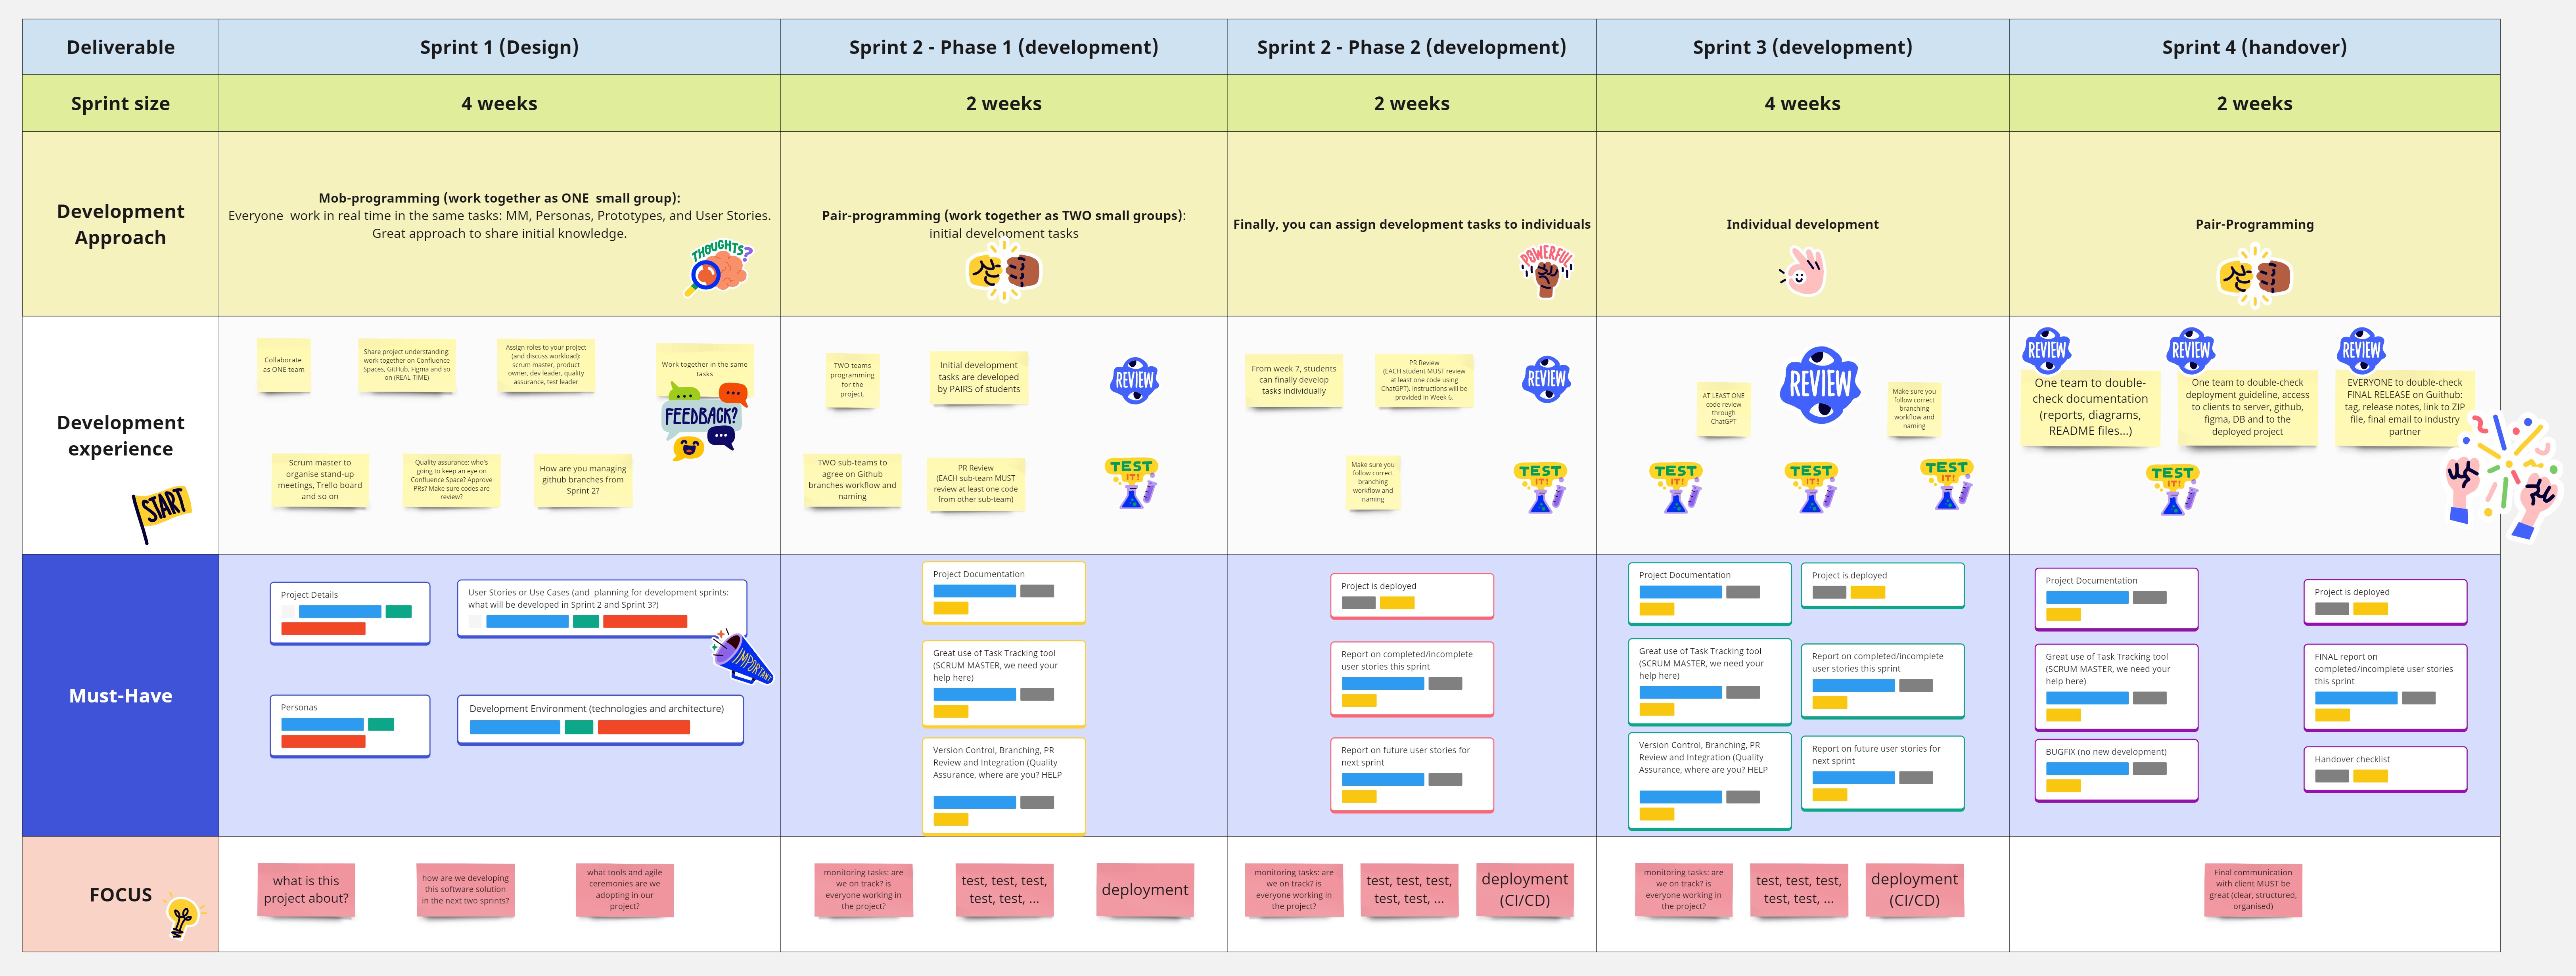 Deliverable
Sprint 1 (Design)
Sprint 2 - Phase 1 (development)
Sprint 2 - Phase 2 (development)
Sprint 3 (development)
Sprint 4 (handover)
Sprint size
4 weeks
2 weeks
2 weeks
4 weeks
2 weeks
Development
Approach
Mob-programming (work together as ONE  small group):
Everyone  work in real time in the same tasks: MM, Personas, Prototypes, and User Stories.
Great approach to share initial knowledge.
THOUGHTS?
Pair-programming (work together as TWO small groups):
initial development tasks
Finally, you can assign development tasks to individuals
POWERFUL
Individual development
Pair-Programming
Development
experience
START
Collaborate
as ONE team
Share project understanding:
work together on Confluence
Spaces, GitHub, Figma and so
on (REAL-TIME)
Assign roles to your project
(and discuss workload):
scrum master, product
owner, dev leader, quality
assurance, test leader
Work together in the same
tasks
FEEDBACK?
Scrum master to
organise stand-up
meetings, Trello board
and so on
Quality assurance: who's
going to keep an eye on
Confluence Space? Approve
PRs? Make sure codes are
review?
How are you managing
github branches from
Sprint 2?
TWO teams
programming
for the
project.
Initial development
tasks are developed
by PAIRS of students
REVIEW
TWO sub-teams to
agree on Github
branches workflow and
naming
PR Review
(EACH sub-team MUST
review at least one code
from other sub-team)
TEST
IT!
From week 7, students
can finally develop
tasks individually
PR Review
(EACH student MUST review
at least one code using
ChatGPT). Instructions will be
provided in Week 6.
REVIEW
Make sure you
follow correct
branching
workflow and
naming
TEST
IT!
AT LEAST ONE
code review
through
ChatGPT
REVIEW
Make sure you
follow correct
branching
workflow and
naming
TEST
IT!
TEST
IT!
TEST
IT!
REVIEW
One team to double-
check documentation
(reports, diagrams,
README files...)
REVIEW
One team to double-check
deployment guideline, access
to clients to server, github,
figma, DB and to the
deployed project
REVIEW
EVERYONE to double-check
FINAL RELEASE on Guithub:
tag, release notes, link to ZIP
file, final email to industry
partner
TEST
IT!
Must-Have
Project Details
User Stories or Use Cases (and  planning for development sprints:
what will be developed in Sprint 2 and Sprint 3?)
IMPORTANT
Personas
Development Environment (technologies and architecture)
Project Documentation
Great use of Task Tracking tool
(SCRUM MASTER, we need your
help here)
Version Control, Branching, PR
Review and Integration (Quality
Assurance, where are you? HELP
Project is deployed
Report on completed/incomplete
user stories this sprint
Report on future user stories for
next sprint
Project Documentation
Project is deployed
Great use of Task Tracking tool
(SCRUM MASTER, we need your
help here)
Report on completed/incomplete
user stories this sprint
Version Control, Branching, PR
Review and Integration (Quality
Assurance, where are you? HELP
Report on future user stories for
next sprint
Project Documentation
Project is deployed
Great use of Task Tracking tool
(SCRUM MASTER, we need your
help here)
FINAL report on
completed/incomplete user stories
this sprint
BUGFIX (no new development)
Handover checklist
FOCUS
what is this
project about?
how are we developing
this software solution
in the next two sprints?
what tools and agile
ceremonies are we
adopting in our
project?
monitoring tasks: are
we on track? is
everyone working in
the project?
test, test, test,
test, test, ...
deployment
monitoring tasks: are
we on track? is
everyone working in
the project?
test, test, test,
test, test, ...
deployment
(CI/CD)
monitoring tasks: are
we on track? is
everyone working in
the project?
test, test, test,
test, test, ...
deployment
(CI/CD)
Final communication
with client MUST be
great (clear, structured,
organised)